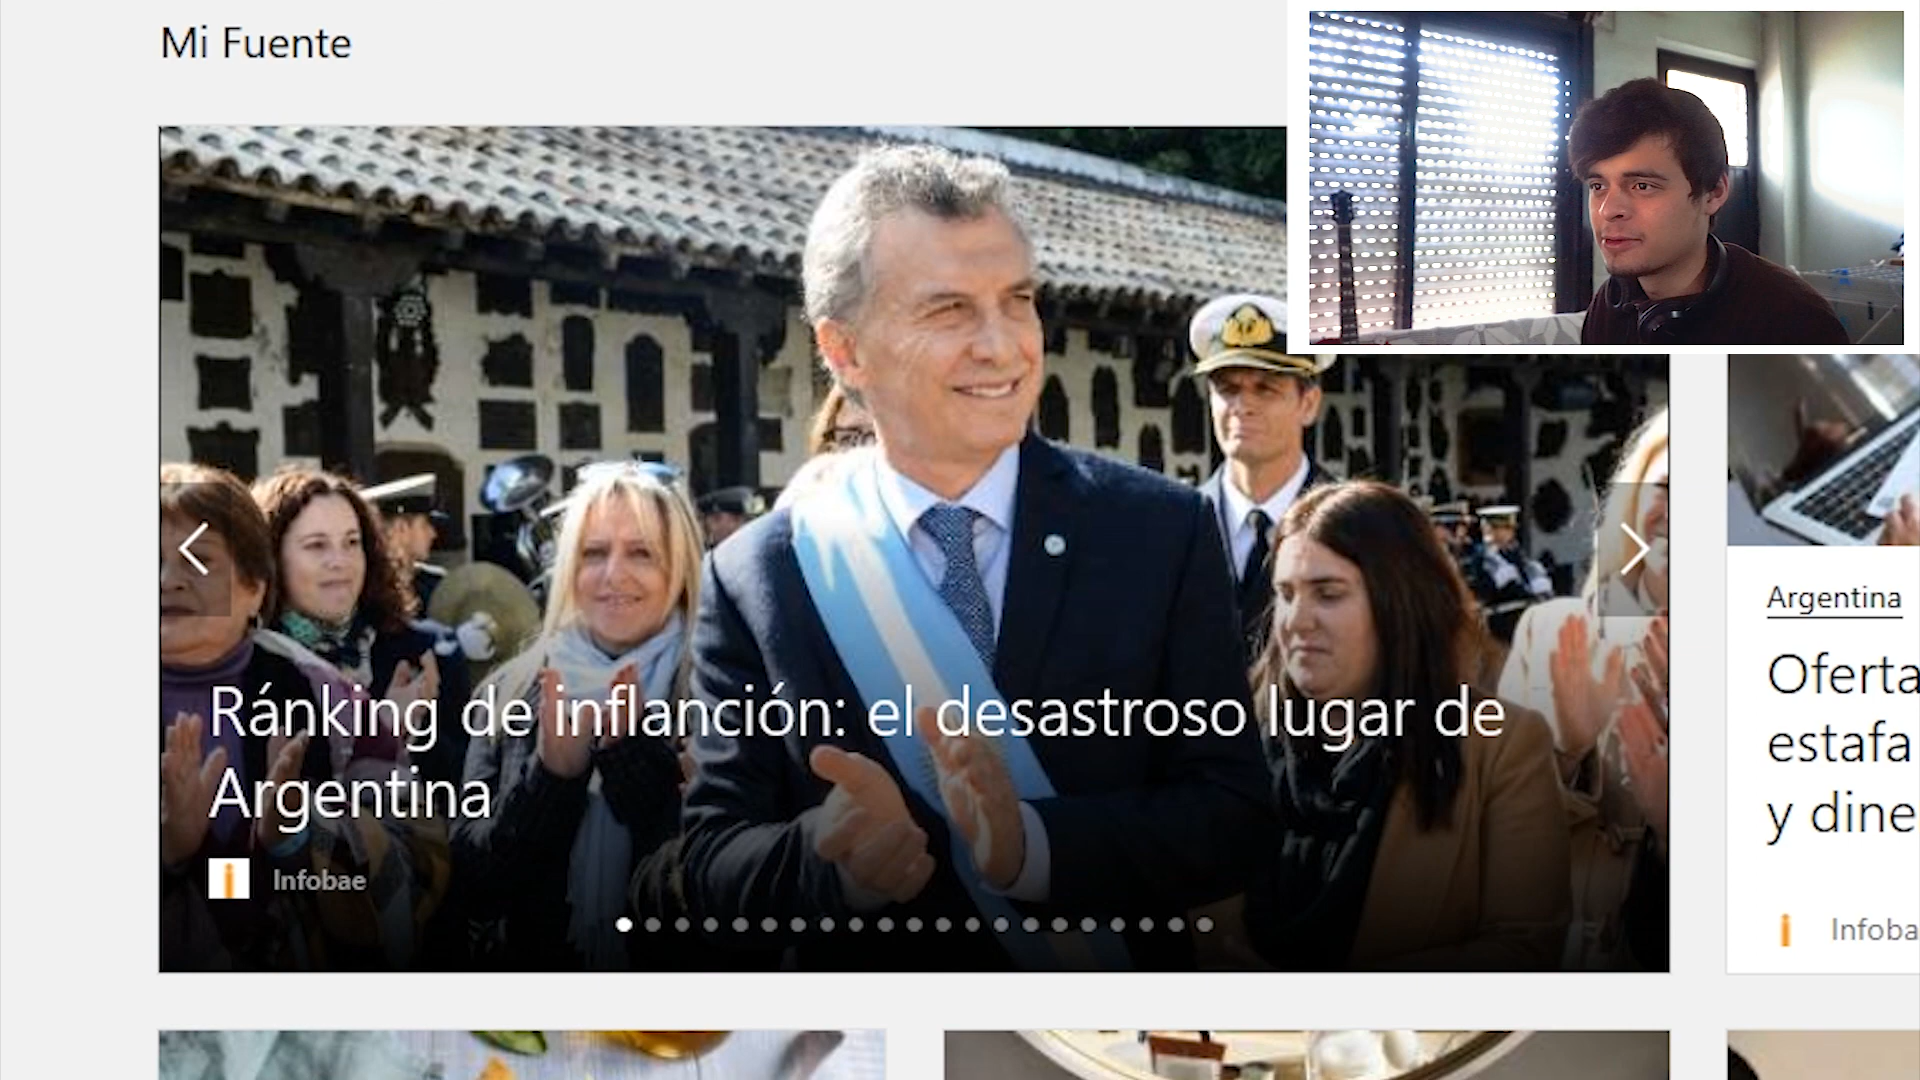 Mi Fuente
Ránking de inflanción: el desastroso lugar de
Argentina
Infobae
Argentina
Oferta
estafa
y dine
Infoba